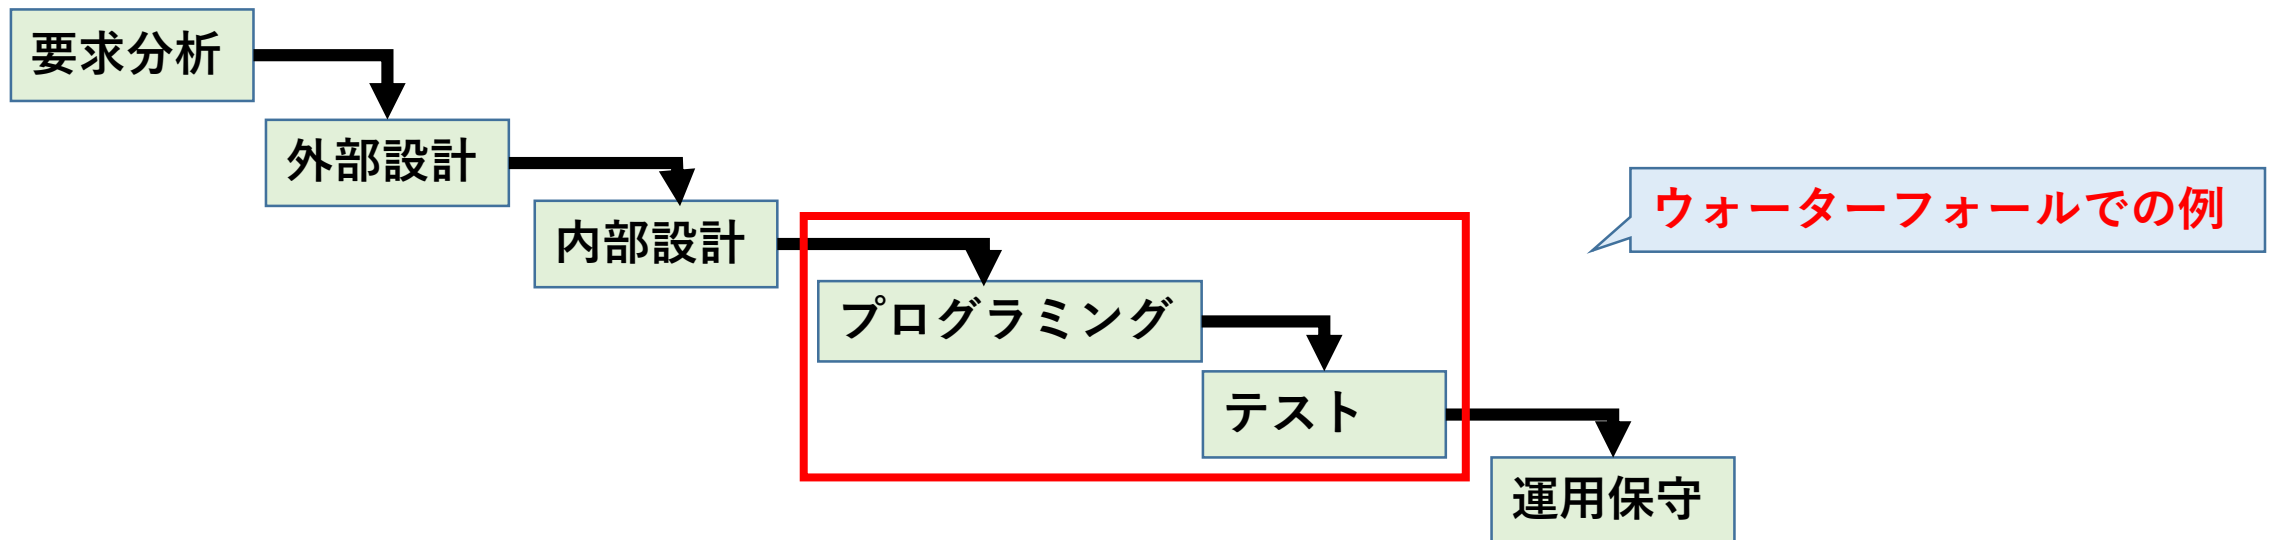 要求分析
外部設計
内部設計
ウォーターフォールでの例
プログラミング
テスト
運用保守